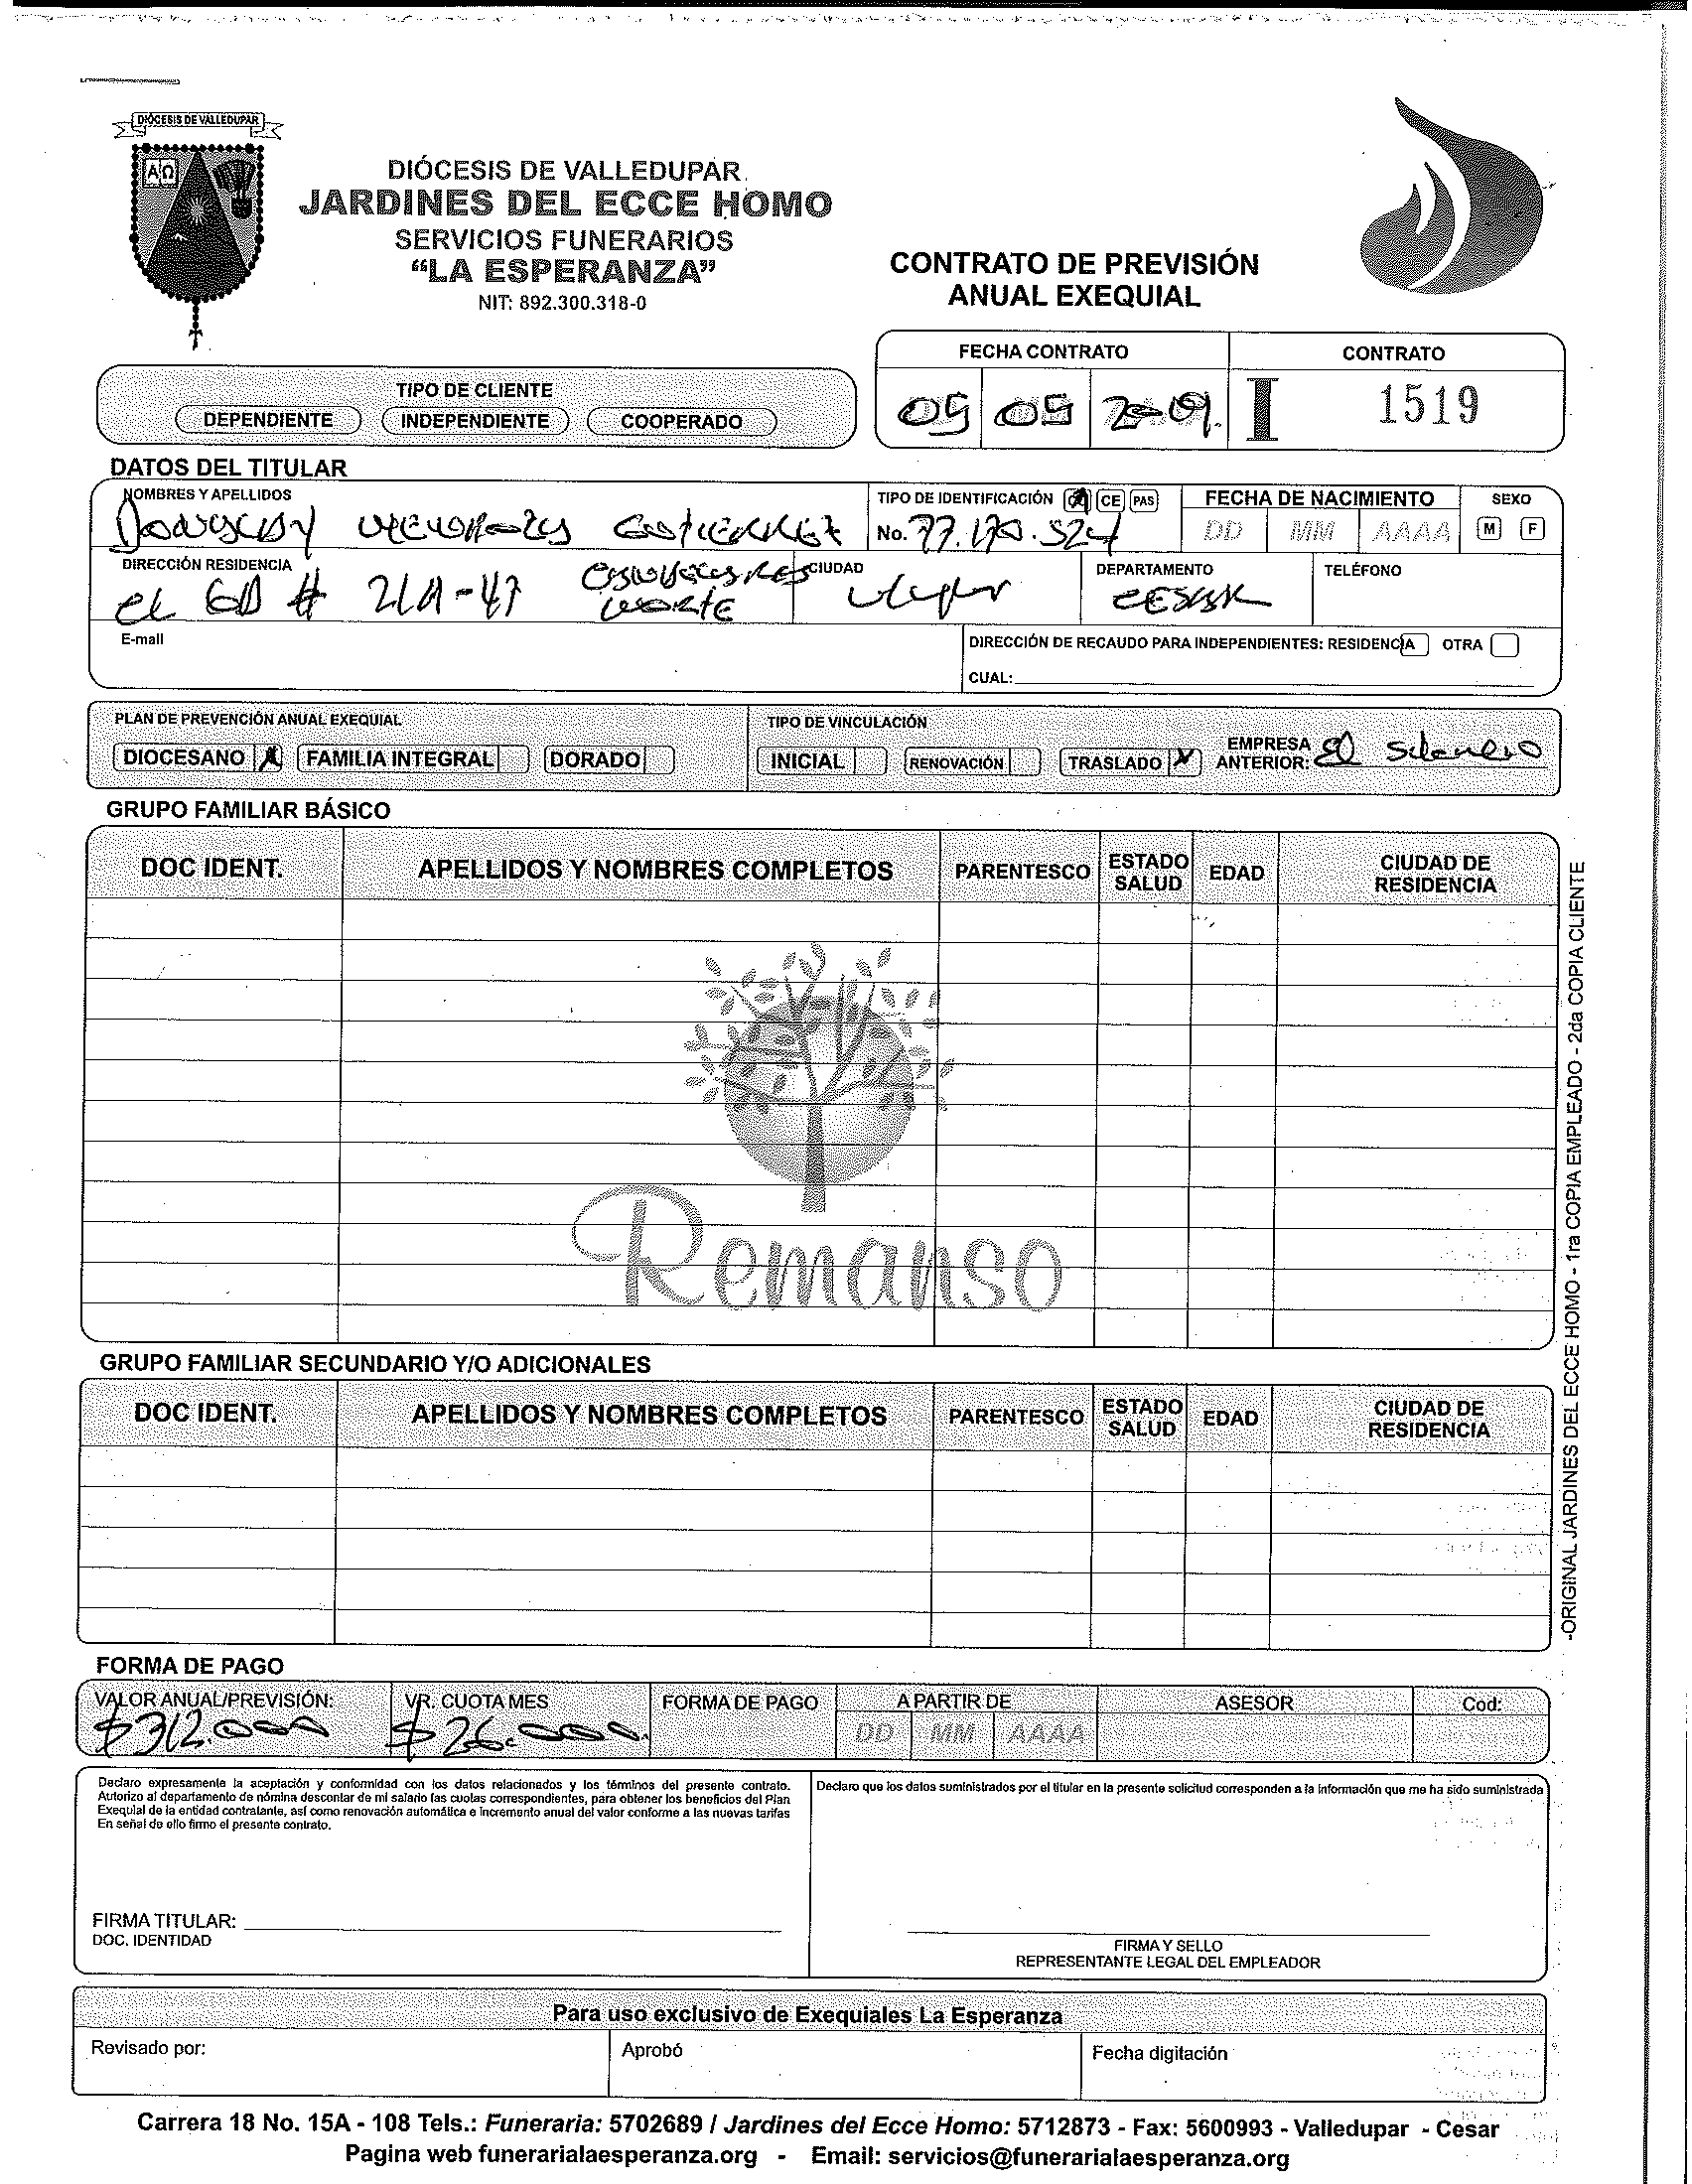 DIÓCESIS DE VALLEDUPAR
DIÓCESIS DE VALLEDUPAR
JARDINES DEL ECCE HOMO
SERVICIOS FUNERARIOS
“LA ESPERANZA”
NIT: 892.300.318-0
CONTRATO DE PREVISIÓN
ANUAL EXEQUIAL
FECHA CONTRATO CONTRATO
05 05 2009. I 1519
TIPO DE CLIENTE
DEPENDIENTE INDEPENDIENTE COOPERADO
DATOS DEL TITULAR
NOMBRES Y APELLIDOS TIPO DE IDENTIFICACIÓN CE PAS FECHA DE NACIMIENTO SEXO
No. 77.170.524 DD MM AAAA M F
DIRECCIÓN RESIDENCIA CIUDAD DEPARTAMENTO TELÉFONO
# 21A-47 NORTE CESAR
E-mail DIRECCIÓN DE RECAUDO PARA INDEPENDIENTES: RESIDENCIA OTRA
CUAL:
PLAN DE PREVENCIÓN ANUAL EXEQUIAL TIPO DE VINCULACIÓN
DIOCESANO X FAMILIA INTEGRAL DORADO INICIAL RENOVACIÓN TRASLADO X EMPRESA ANTERIOR: El
GRUPO FAMILIAR BÁSICO
DOC IDENT. APELLIDOS Y NOMBRES COMPLETOS PARENTESCO ESTADO SALUD EDAD CIUDAD DE RESIDENCIA
Remanso
GRUPO FAMILIAR SECUNDARIO Y/O ADICIONALES
DOC IDENT. APELLIDOS Y NOMBRES COMPLETOS PARENTESCO ESTADO SALUD EDAD CIUDAD DE RESIDENCIA
-ORIGINAL JARDINES DEL ECCE HOMO - 1ra COPIA EMPLEADO - 2da COPIA CLIENTE
FORMA DE PAGO
VALOR ANUAL/PREVISIÓN: VR. CUOTA MES FORMA DE PAGO A PARTIR DE ASESOR Cod:
$312.000 $26.000. DD MM AAAA
Declaro expresamente la aceptación y conformidad con los datos relacionados y los términos del presente contrato.
Autorizo al departamento de nómina descontar de mi salario las cuotas correspondientes, para obtener los beneficios del Plan
Exequial de la entidad contratante, así como renovación automática e incremento anual del valor conforme a las nuevas tarifas
En señal de ello firmo el presente contrato.
Declaro que los datos suministrados por el titular en la presente solicitud corresponden a la información que me ha sido suministrada
FIRMA TITULAR:
DOC. IDENTIDAD
FIRMA Y SELLO
REPRESENTANTE LEGAL DEL EMPLEADOR
Para uso exclusivo de Exequiales La Esperanza
Revisado por: Aprobó Fecha digitación
Carrera 18 No. 15A - 108 Tels.: Funeraria: 5702689 / Jardines del Ecce Homo: 5712873 - Fax: 5600993 - Valledupar - Cesar
Pagina web funerarialaesperanza.org - Email: servicios@funerarialaesperanza.org